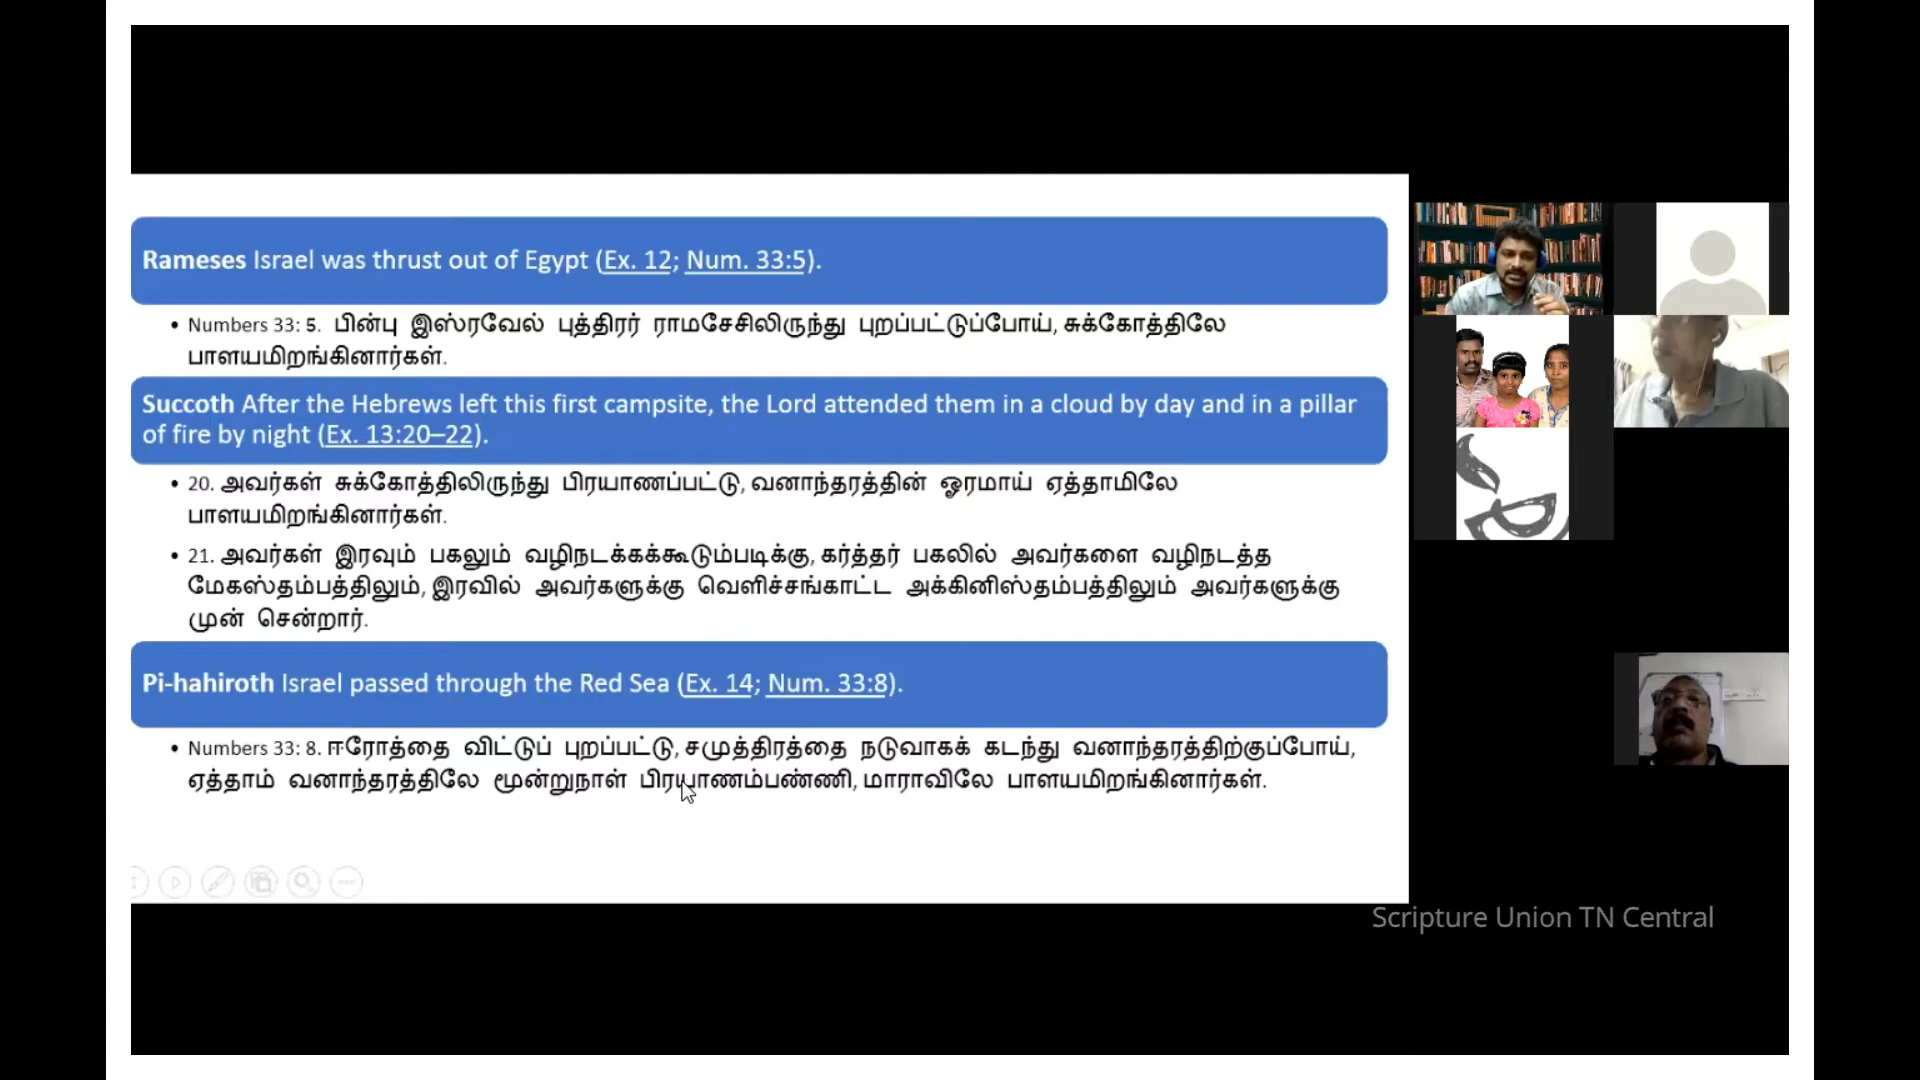 Rameses Israel was thrust out of Egypt (Ex. 12; Num. 33:5).
• Numbers 33: 5. பின்பு இஸ்ரவேல் புத்திரர் ராமசேசிலிருந்து புறப்பட்டுப்போய், சுக்கோத்திலே
பாளயமிறங்கினார்கள்.
Succoth After the Hebrews left this first campsite, the Lord attended them in a cloud by day and in a pillar
of fire by night (Ex. 13:20–22).
• 20. அவர்கள் சுக்கோத்திலிருந்து பிரயாணப்பட்டு, வனாந்தரத்தின் ஓரமாய் ஏத்தாமிலே
பாளயமிறங்கினார்கள்.
• 21. அவர்கள் இரவும் பகலும் வழிநடக்கக்கூடும்படிக்கு, கர்த்தர் பகலில் அவர்களை வழிநடத்த
மேகஸ்தம்பத்திலும், இரவில் அவர்களுக்கு வெளிச்சங்காட்ட அக்கினிஸ்தம்பத்திலும் அவர்களுக்கு
முன் சென்றார்.
Pi-hahiroth Israel passed through the Red Sea (Ex. 14; Num. 33:8).
• Numbers 33: 8. ஈரோத்தை விட்டுப் புறப்பட்டு, சமுத்திரத்தை நடுவாகக் கடந்து வனாந்தரத்திற்குப்போய்,
ஏத்தாம் வனாந்தரத்திலே மூன்றுநாள் பிரயாணம்பண்ணி, மாராவிலே பாளயமிறங்கினார்கள்.
Scripture Union TN Central